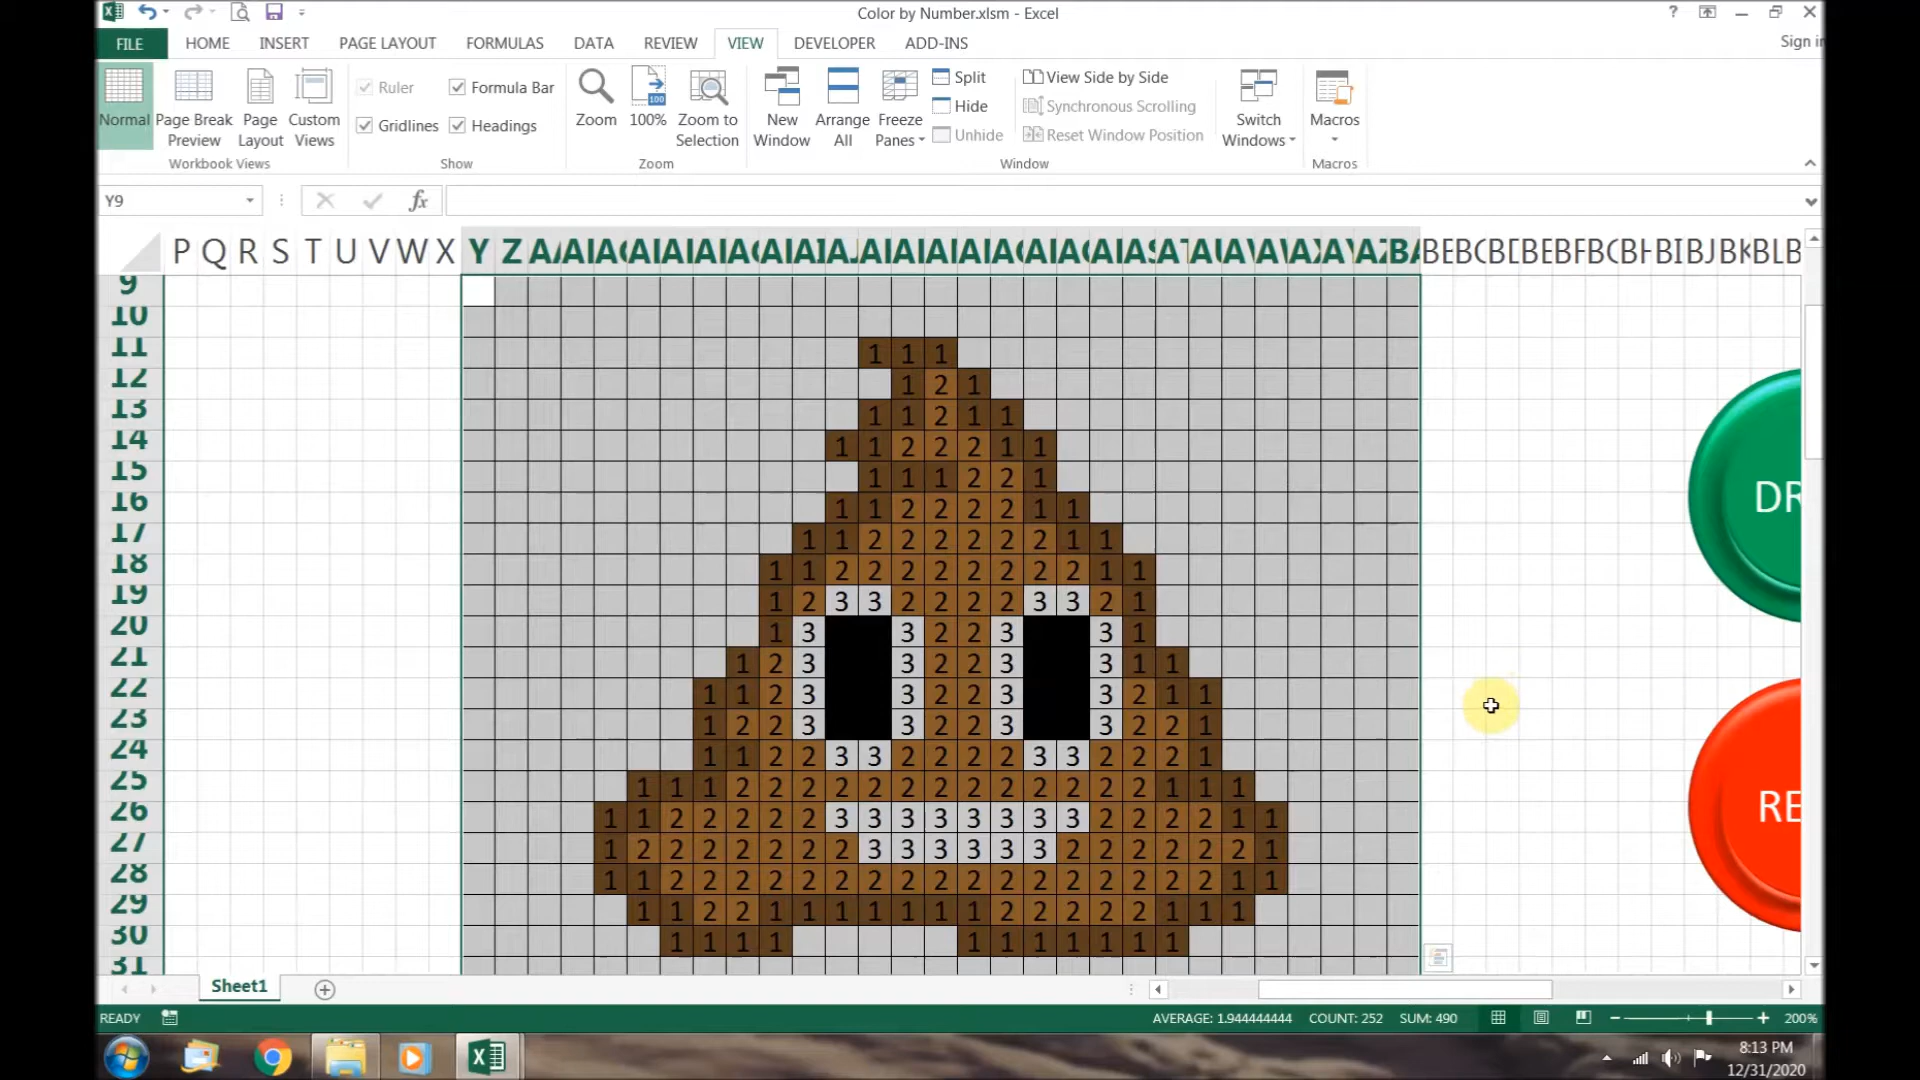 Color by Number.xlsm - Excel
?
Sign in
FILE HOME INSERT PAGE LAYOUT FORMULAS DATA REVIEW VIEW DEVELOPER ADD-INS
Normal
Page Break Preview
Page Layout
Custom Views
Workbook Views
Ruler
Formula Bar
Gridlines
Headings
Show
Zoom
100
100%
Zoom to Selection
Zoom
New Window
Arrange All
Freeze Panes
Split
Hide
Unhide
View Side by Side
Synchronous Scrolling
Reset Window Position
Switch Windows
Window
Macros
Macros
Y9
fx
P Q R S T U V W X Y Z
9
10
11 1 1 1
12 1 2 1
13 1 1 2 1 1
14 1 1 2 2 2 1 1
15 1 1 1 2 2 1
16 1 1 2 2 2 2 1 1
17 1 1 2 2 2 2 2 2 1 1
18 1 1 2 2 2 2 2 2 2 2 1 1
19 1 2 3 3 2 2 2 2 3 3 2 1
20 1 3 3 2 2 3 3 1
21 1 2 3 3 2 2 3 3 1 1
22 1 1 2 3 3 2 2 3 3 2 1 1
23 1 2 2 3 3 2 2 3 3 2 2 1
24 1 1 2 2 3 3 2 2 2 2 3 3 2 2 2 1
25 1 1 1 2 2 2 2 2 2 2 2 2 2 2 2 2 1 1 1
26 1 1 2 2 2 2 2 3 3 3 3 3 3 3 3 2 2 2 2 1 1
27 1 2 2 2 2 2 2 2 3 3 3 3 3 3 2 2 2 2 2 2 1
28 1 1 2 2 2 2 2 2 2 2 2 2 2 2 2 2 2 2 2 1 1
29 1 1 2 2 1 1 1 1 1 1 1 2 2 2 2 2 1 1 1
30 1 1 1 1 1 1 1 1 1 1 1
31
DR
RE
Sheet1
READY
AVERAGE: 1.944444444 COUNT: 252 SUM: 490
200%
8:13 PM
12/31/2020